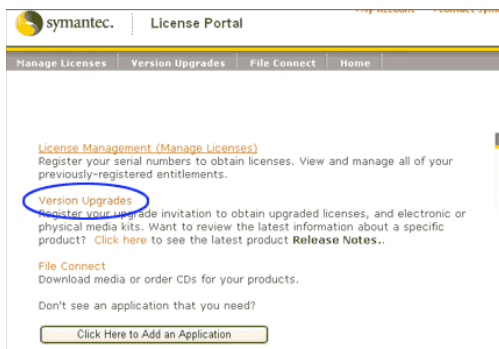 My Account
symantec. License Portal
Manage Licenses Version Upgrades File Connect Home
License Management (Manage Licenses)
Register your serial numbers to obtain licenses. View and manage all of your
previously-registered entitlements.
Version Upgrades
Register your upgrade invitation to obtain upgraded licenses, and electronic or
physical media kits. Want to review the latest information about a specific
product? Click here to see the latest product Release Notes..
File Connect
Download media or order CDs for your products.
Don't see an application that you need?
Click Here to Add an Application